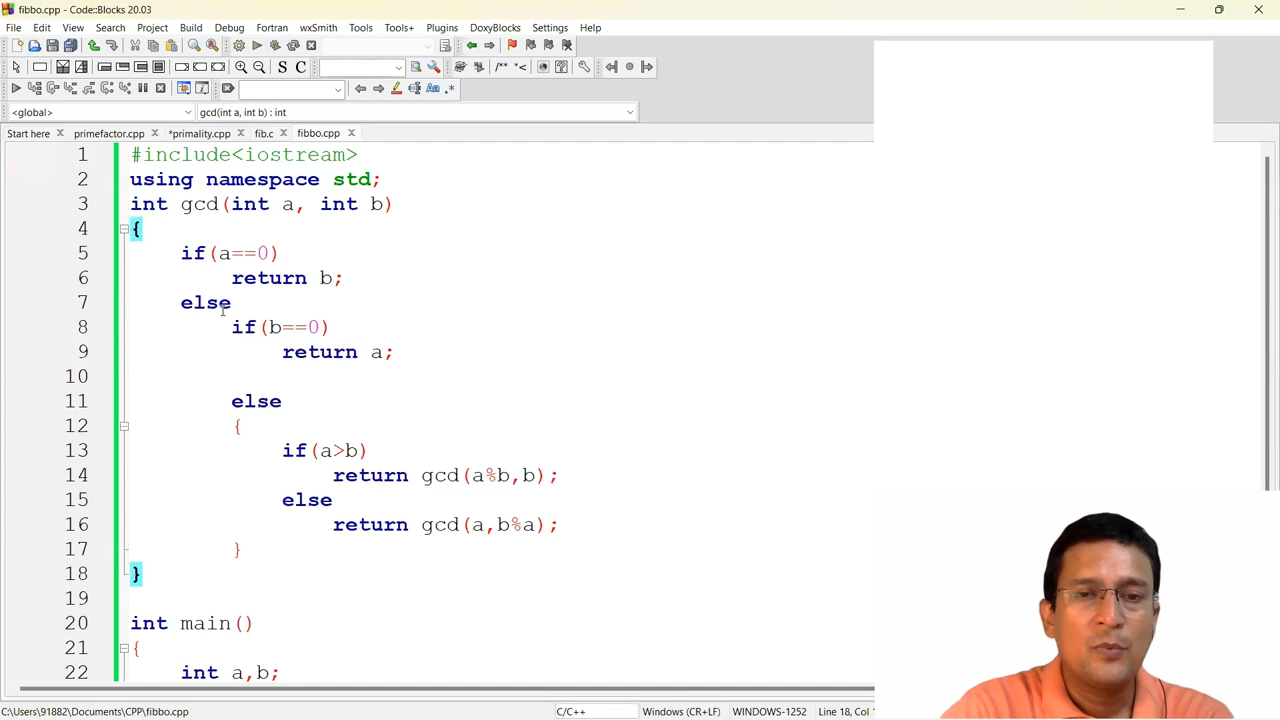 fibbo.cpp - Code::Blocks 20.03
File Edit View Search Project Build Debug Fortran wxSmith Tools Tools+ Plugins DoxyBlocks Settings Help
S C /** *<
Aa .*
<global> gcd(int a, int b) : int
Start here primefactor.cpp *primality.cpp fib.c fibbo.cpp
1 #include<iostream>
2 using namespace std;
3 int gcd(int a, int b)
4 {
5 if(a==0)
6 return b;
7 else
8 if(b==0)
9 return a;
10
11 else
12 {
13 if(a>b)
14 return gcd(a%b,b);
15 else
16 return gcd(a,b%a);
17 }
18 }
19
20 int main()
21 {
22 int a,b;
C:\Users\91882\Documents\CPP\fibbo.cpp C/C++ Windows (CR+LF) WINDOWS-1252 Line 18, Col